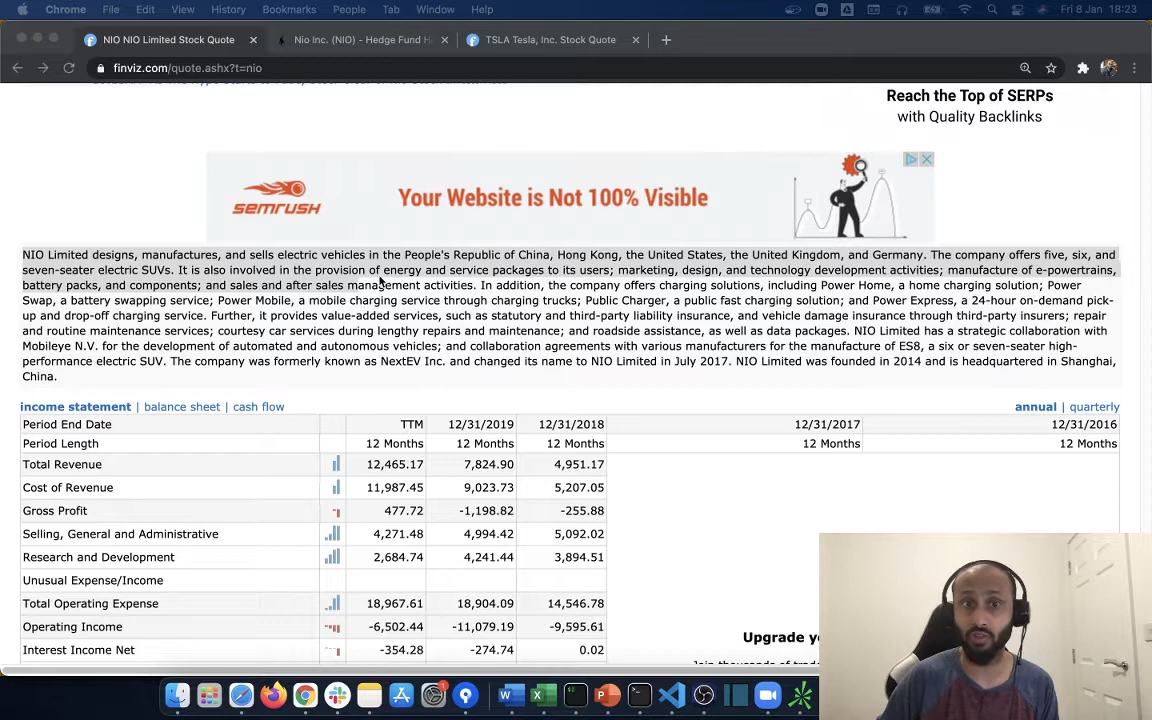 Chrome File Edit View History Bookmarks People Tab Window Help Fri 8 Jan 18:23
NIO NIO Limited Stock Quote Nio Inc. (NIO) - Hedge Fund H TSLA Tesla, Inc. Stock Quote
finviz.com/quote.ashx?t=nio
Reach the Top of SERPs
with Quality Backlinks
SEMRUSH
Your Website is Not 100% Visible
NIO Limited designs, manufactures, and sells electric vehicles in the People's Republic of China, Hong Kong, the United States, the United Kingdom, and Germany. The company offers five, six, and
seven-seater electric SUVs. It is also involved in the provision of energy and service packages to its users; marketing, design, and technology development activities; manufacture of e-powertrains,
battery packs, and components; and sales and after sales management activities. In addition, the company offers charging solutions, including Power Home, a home charging solution; Power
Swap, a battery swapping service; Power Mobile, a mobile charging service through charging trucks; Public Charger, a public fast charging solution; and Power Express, a 24-hour on-demand pick-
up and drop-off charging service. Further, it provides value-added services, such as statutory and third-party liability insurance, and vehicle damage insurance through third-party insurers; repair
and routine maintenance services; courtesy car services during lengthy repairs and maintenance; and roadside assistance, as well as data packages. NIO Limited has a strategic collaboration with
Mobileye N.V. for the development of automated and autonomous vehicles; and collaboration agreements with various manufacturers for the manufacture of ES8, a six or seven-seater high-
performance electric SUV. The company was formerly known as NextEV Inc. and changed its name to NIO Limited in July 2017. NIO Limited was founded in 2014 and is headquartered in Shanghai,
China.
income statement | balance sheet | cash flow annual | quarterly
Period End Date TTM 12/31/2019 12/31/2018 12/31/2017 12/31/2016
Period Length 12 Months 12 Months 12 Months 12 Months 12 Months
Total Revenue 12,465.17 7,824.90 4,951.17
Cost of Revenue 11,987.45 9,023.73 5,207.05
Gross Profit 477.72 -1,198.82 -255.88
Selling, General and Administrative 4,271.48 4,994.42 5,092.02
Research and Development 2,684.74 4,241.44 3,894.51
Unusual Expense/Income
Total Operating Expense 18,967.61 18,904.09 14,546.78
Operating Income -6,502.44 -11,079.19 -9,595.61
Upgrade
Interest Income Net -354.28 -274.74 0.02